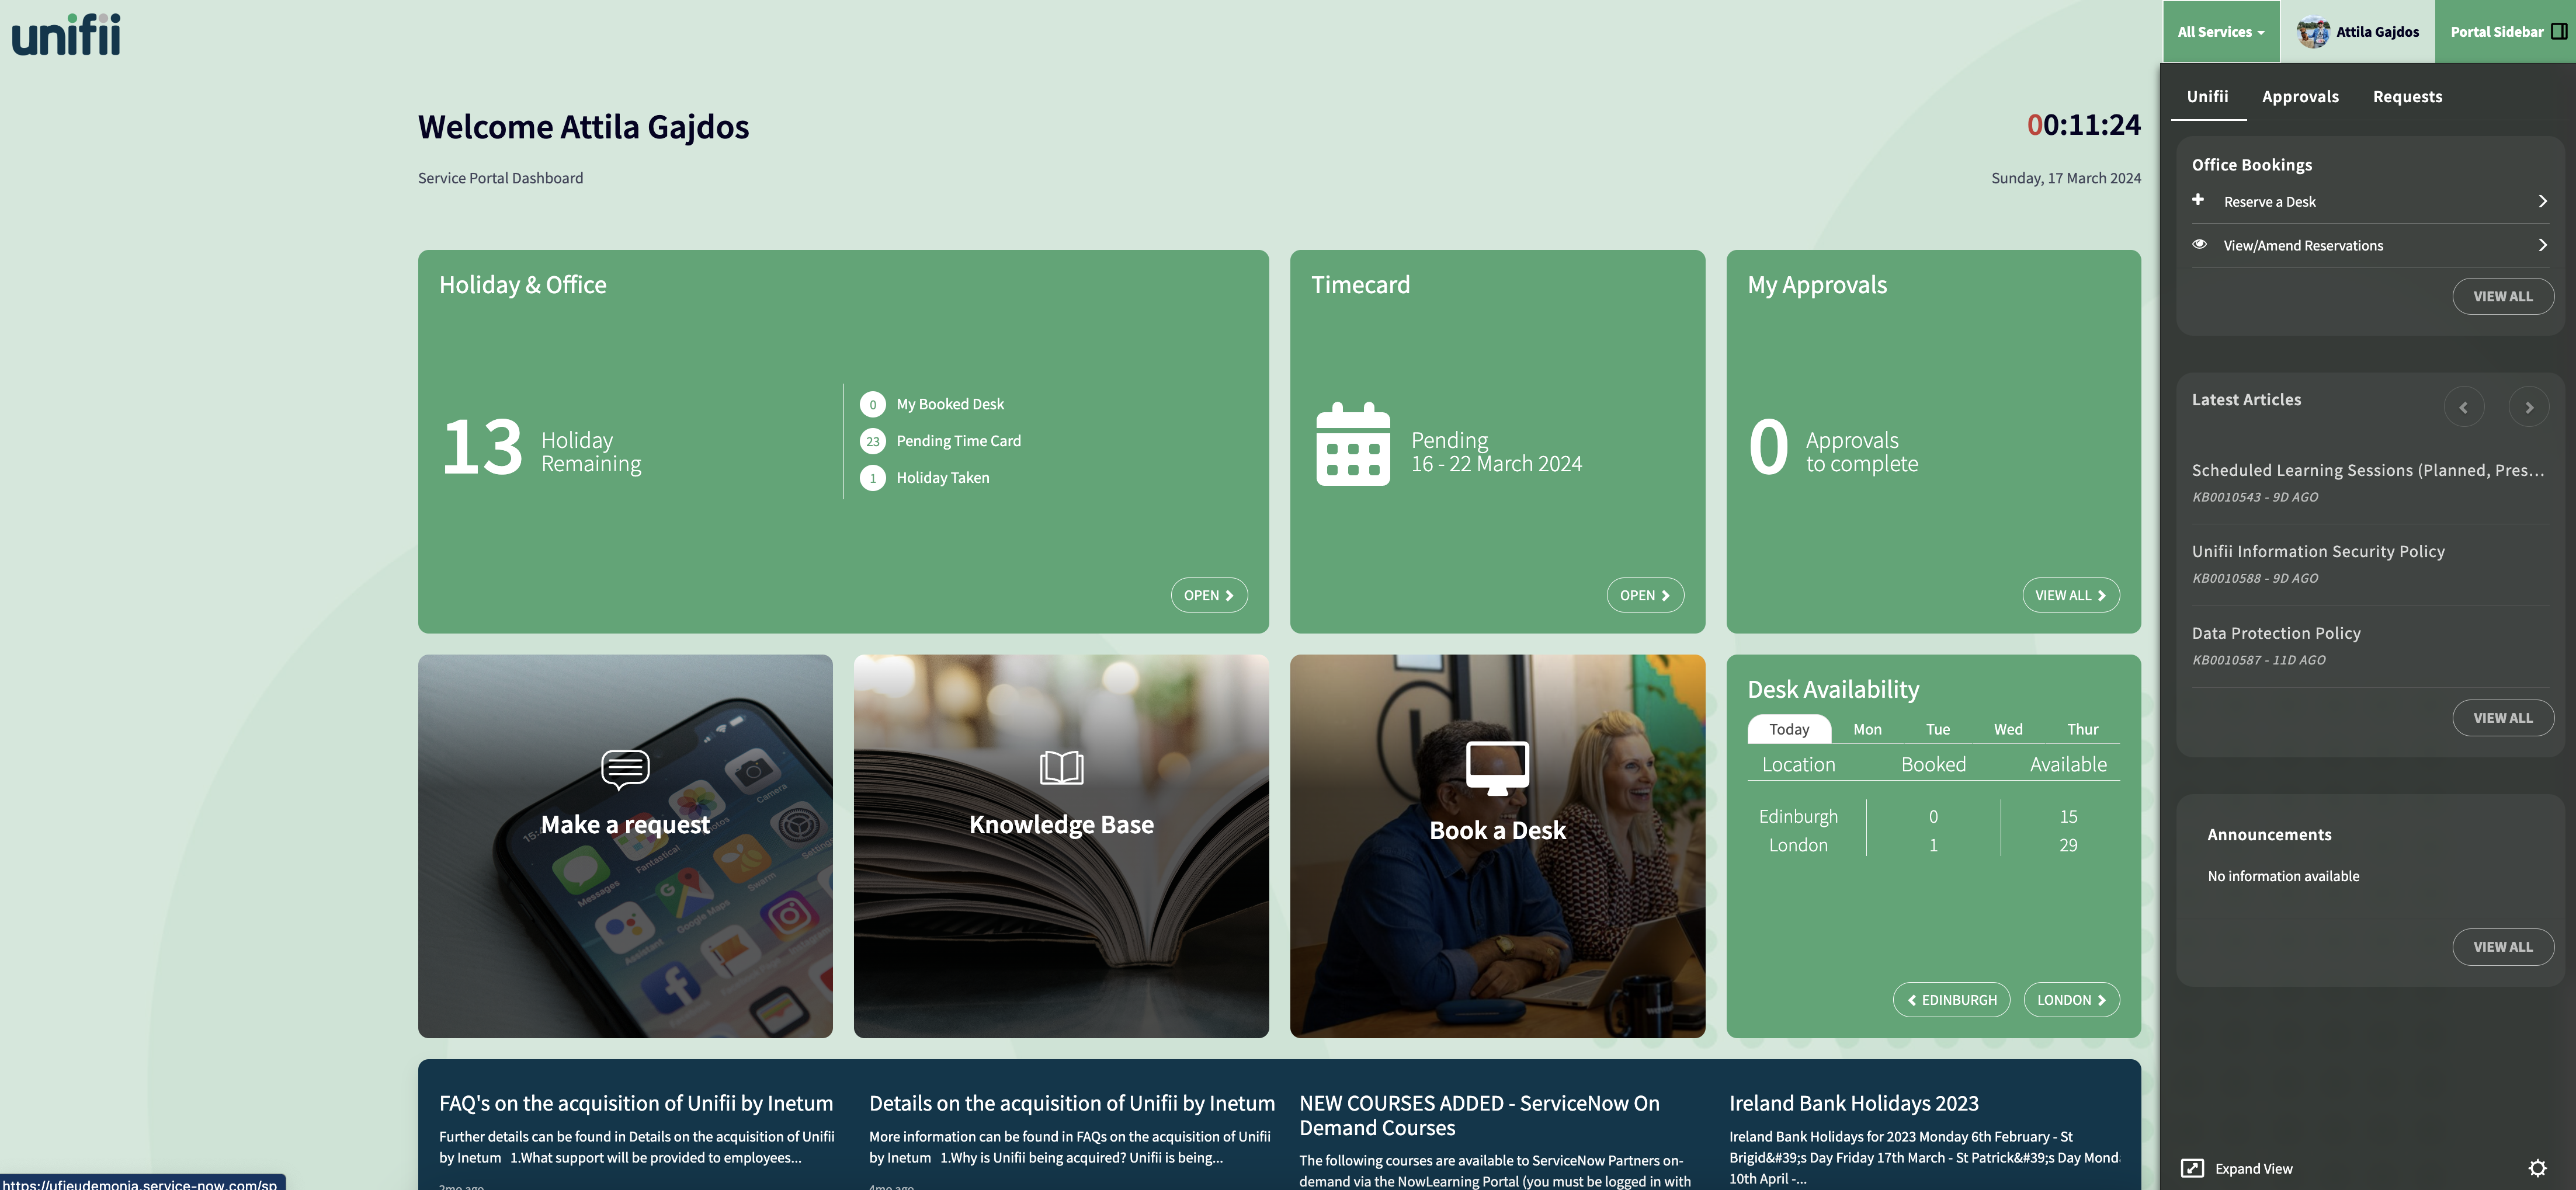 unifii
All Services
Attila Gajdos
Portal Sidebar
Welcome Attila Gajdos
00:11:24
Service Portal Dashboard
Sunday, 17 March 2024
Holiday & Office
13
Holiday
Remaining
0 My Booked Desk
23 Pending Time Card
1 Holiday Taken
OPEN
Timecard
Pending
16 - 22 March 2024
OPEN
My Approvals
0
Approvals
to complete
VIEW ALL
Make a request
15:
Camera
Photos
Fantastical
Messages
Google Maps
Swarm
Assistant
Knowledge Base
Book a Desk
Desk Availability
Today Mon Tue Wed Thur
Location Booked Available
Edinburgh 0 15
London 1 29
EDINBURGH
LONDON
FAQ's on the acquisition of Unifii by Inetum
Further details can be found in Details on the acquisition of Unifii
by Inetum 1.What support will be provided to employees...
2mo ago
Details on the acquisition of Unifii by Inetum
More information can be found in FAQs on the acquisition of Unifii
by Inetum 1.Why is Unifii being acquired? Unifii is being...
4mo ago
NEW COURSES ADDED - ServiceNow On
Demand Courses
The following courses are available to ServiceNow Partners on-
demand via the NowLearning Portal (you must be logged in with
Ireland Bank Holidays 2023
Ireland Bank Holidays for 2023 Monday 6th February - St
Brigid&#39;s Day Friday 17th March - St Patrick&#39;s Day Monda
10th April -...
Unifii
Approvals
Requests
Office Bookings
Reserve a Desk
View/Amend Reservations
VIEW ALL
Latest Articles
Scheduled Learning Sessions (Planned, Pres...
KB0010543 - 9D AGO
Unifii Information Security Policy
KB0010588 - 9D AGO
Data Protection Policy
KB0010587 - 11D AGO
VIEW ALL
Announcements
No information available
VIEW ALL
Expand View
https://ufieudemonia.service-now.com/sp